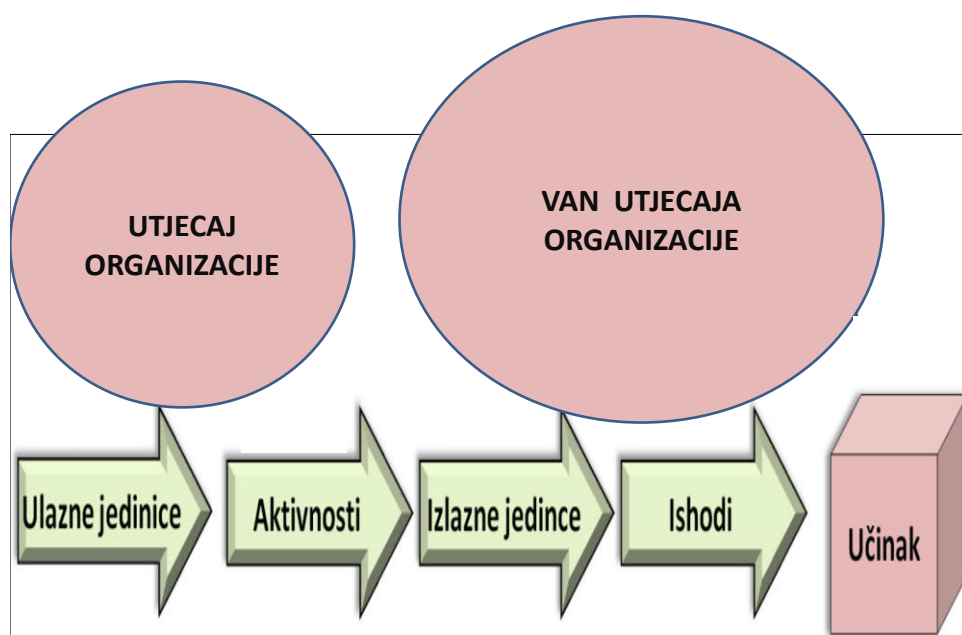 UTJECAJ
ORGANIZACIJE
VAN UTJECAJA
ORGANIZACIJE
Ulazne jedinice
Aktivnosti
Izlazne jedince
Ishodi
Učinak